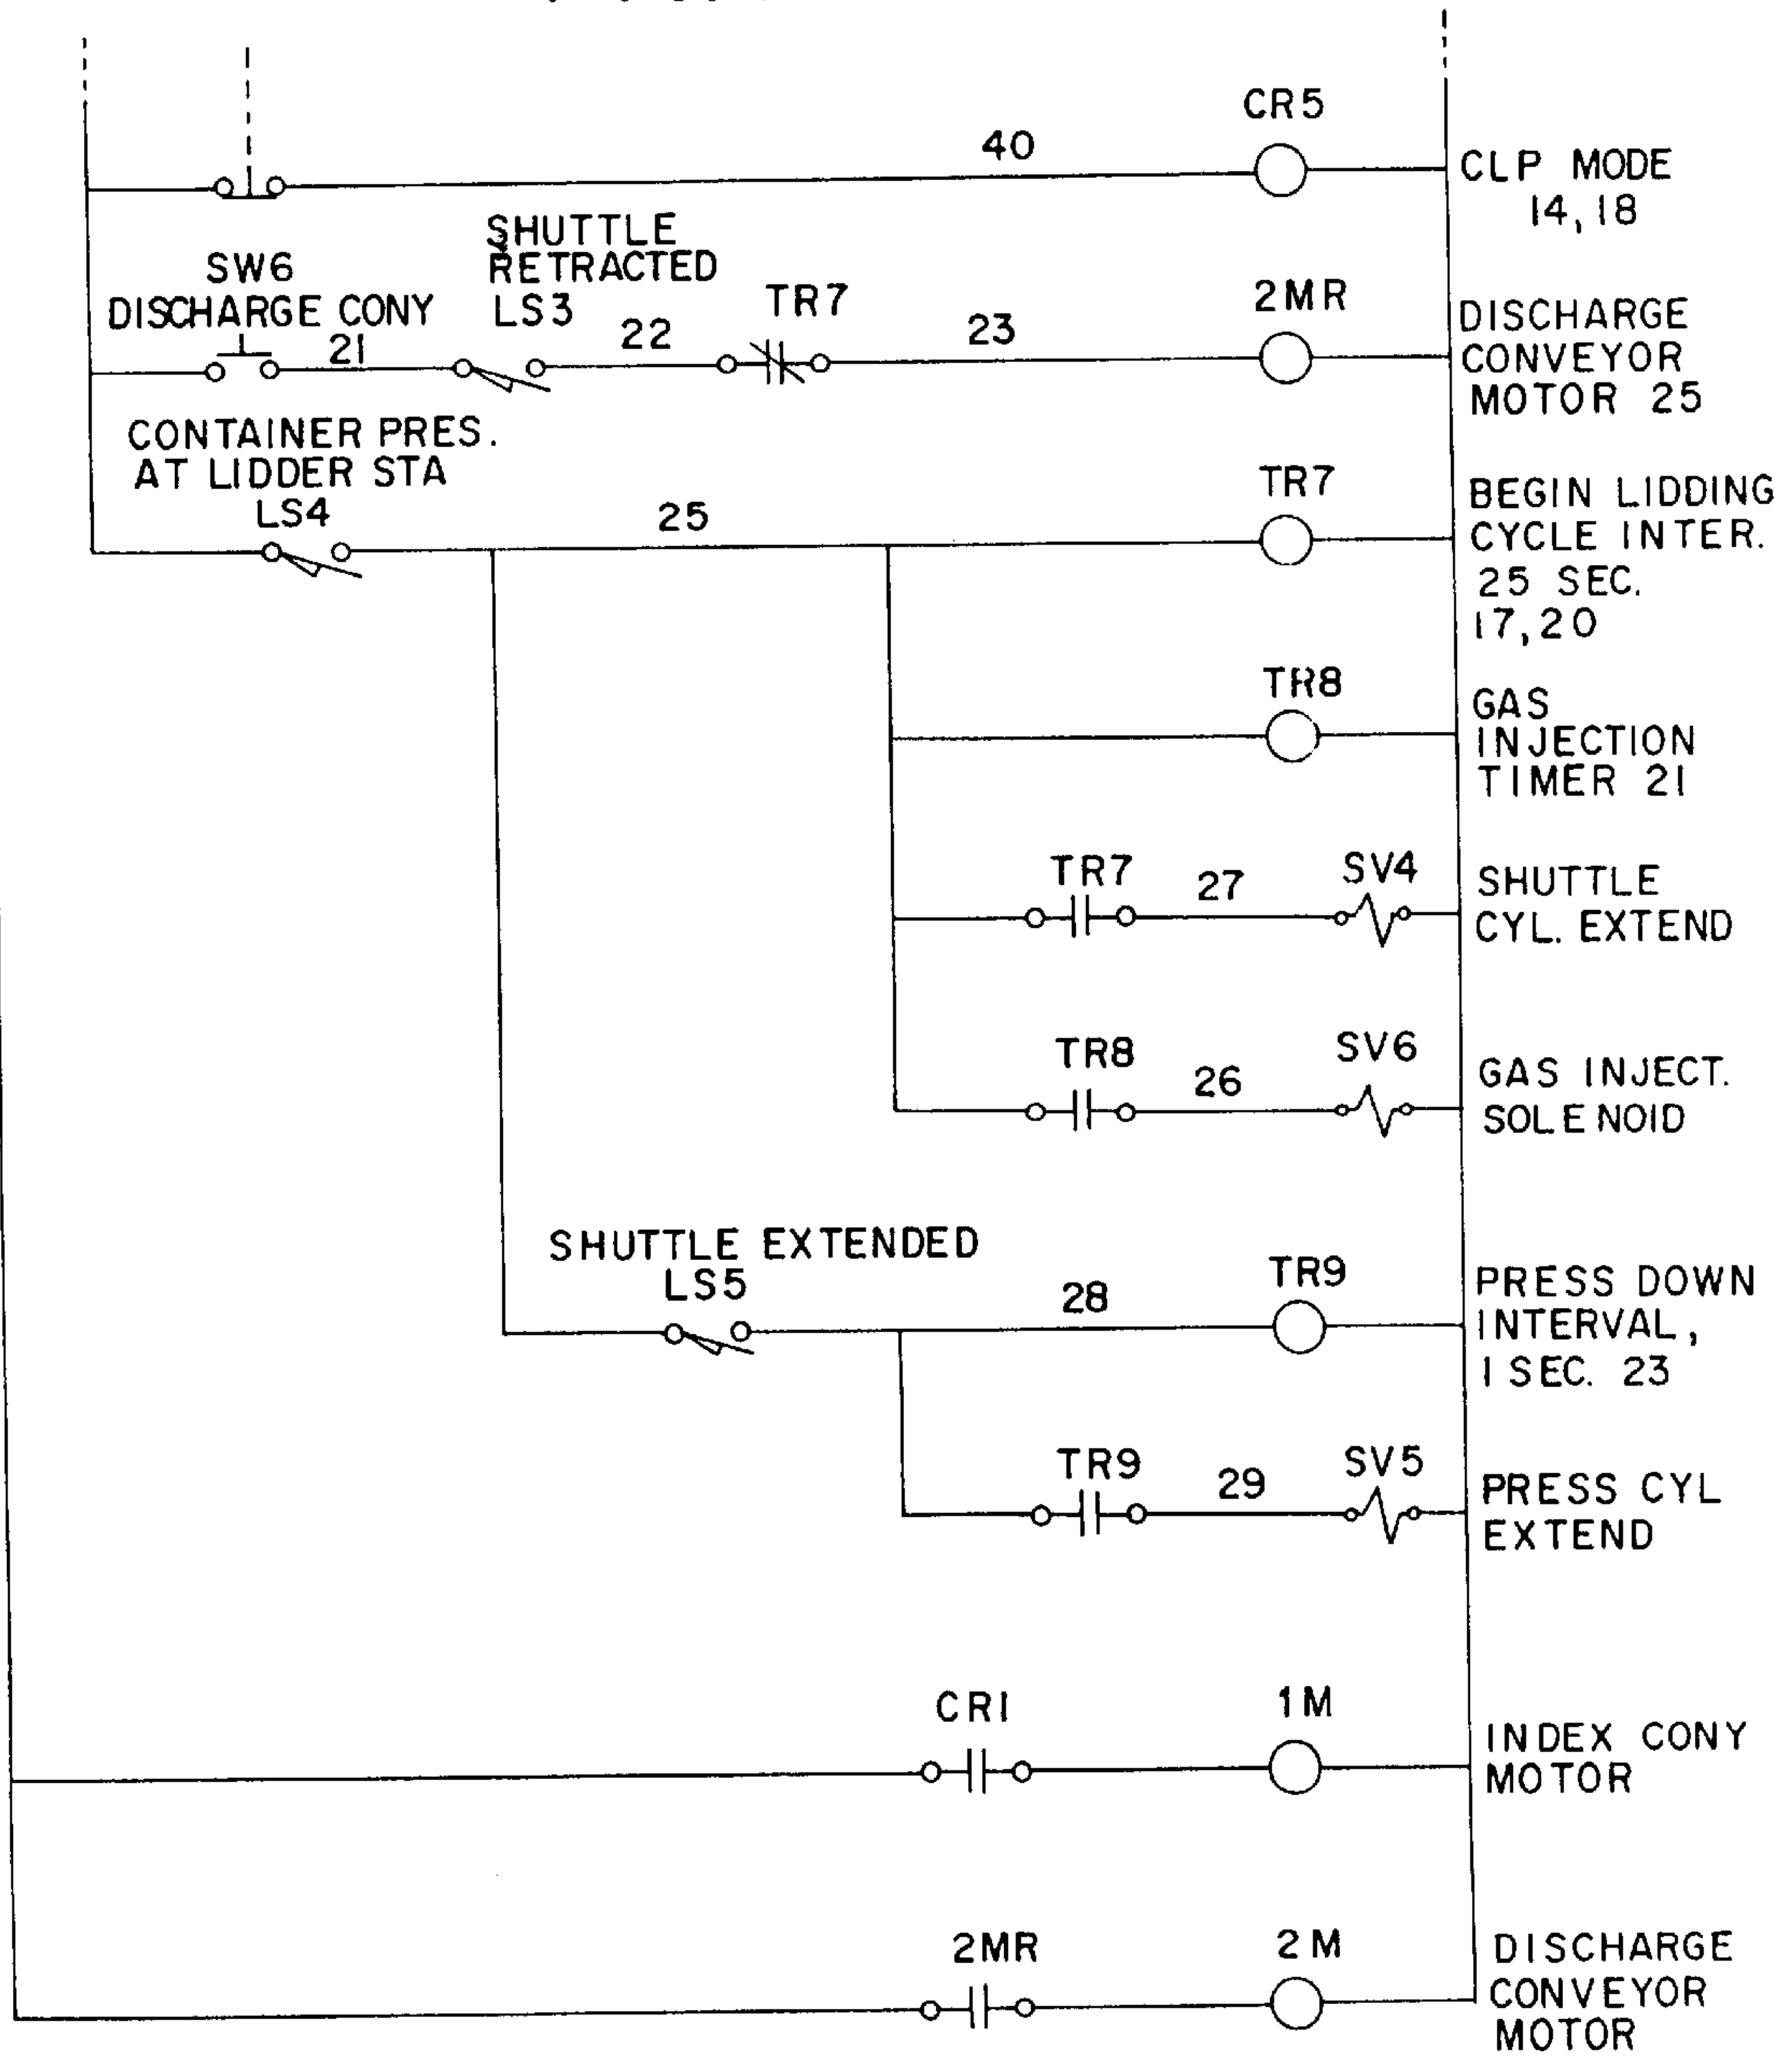 CR5
40
CLP MODE
14,18
SHUTTLE
RETRACTED
LS3
SW6
DISCHARGE CONY
21
22
TR7
23
2MR
DISCHARGE
CONVEYOR
MOTOR 25
CONTAINER PRES.
AT LIDDER STA
LS4
25
TR7
BEGIN LIDDING
CYCLE INTER.
25 SEC.
17,20
TR8
GAS
INJECTION
TIMER 21
TR7
27
SV4
SHUTTLE
CYL. EXTEND
TR8
26
SV6
GAS INJECT.
SOLENOID
SHUTTLE EXTENDED
LS5
28
TR9
PRESS DOWN
INTERVAL,
1 SEC. 23
TR9
29
SV5
PRESS CYL
EXTEND
CR1
1M
INDEX CONY
MOTOR
2MR
2M
DISCHARGE
CONVEYOR
MOTOR